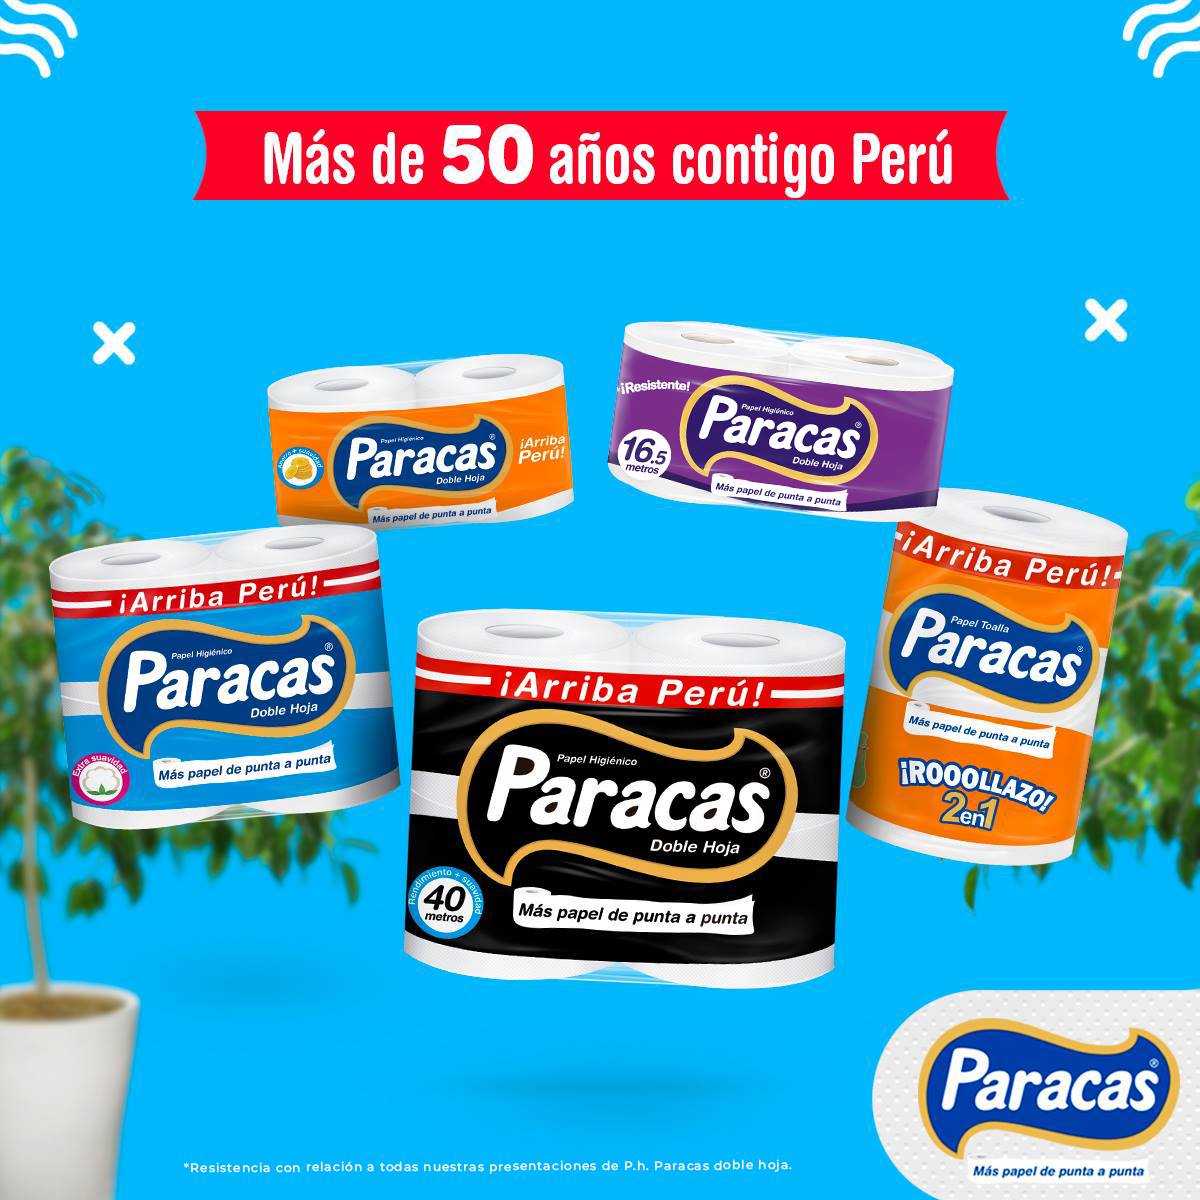 Más de 50 años contigo Perú
Papel Higiénico
Paracas®
Doble Hoja
¡Arriba
Perú!
Más papel de punta a punta
*¡Resistente!
16.5
metros
Papel Higiénico
Paracas®
Doble Hoja
Más papel de punta a punta
¡Arriba Perú!
Papel Higiénico
Paracas®
Doble Hoja
Extra suavidad
Más papel de punta a punta
¡Arriba Perú!
Papel Higiénico
Paracas®
Doble Hoja
Rendimiento + suavidad
40
metros
Más papel de punta a punta
¡Arriba Perú!
Papel Toalla
Paracas®
Más papel de punta a punta
¡ROOOLLAZO!
2en1
Paracas®
Más papel de punta a punta
*Resistencia con relación a todas nuestras presentaciones de P.h. Paracas doble hoja.